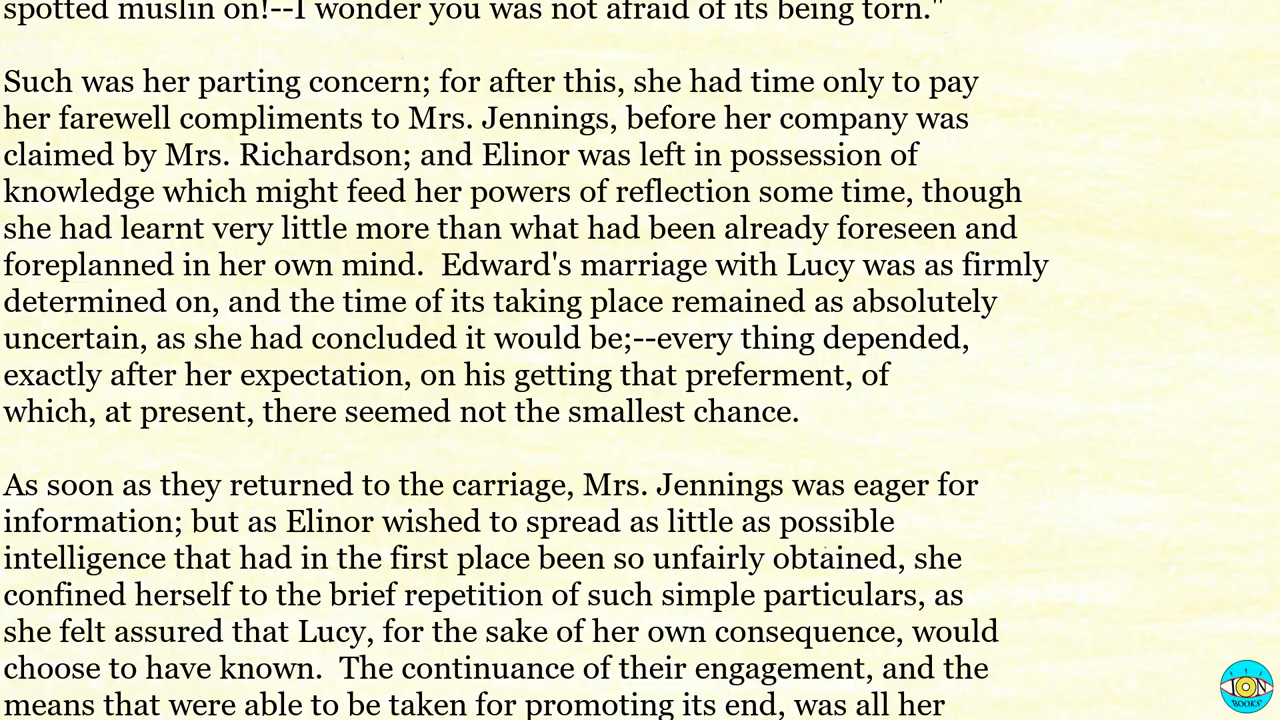 spotted muslin on!--I wonder you was not afraid of its being torn."
Such was her parting concern; for after this, she had time only to pay
her farewell compliments to Mrs. Jennings, before her company was
claimed by Mrs. Richardson; and Elinor was left in possession of
knowledge which might feed her powers of reflection some time, though
she had learnt very little more than what had been already foreseen and
foreplanned in her own mind.  Edward's marriage with Lucy was as firmly
determined on, and the time of its taking place remained as absolutely
uncertain, as she had concluded it would be;--every thing depended,
exactly after her expectation, on his getting that preferment, of
which, at present, there seemed not the smallest chance.
As soon as they returned to the carriage, Mrs. Jennings was eager for
information; but as Elinor wished to spread as little as possible
intelligence that had in the first place been so unfairly obtained, she
confined herself to the brief repetition of such simple particulars, as
she felt assured that Lucy, for the sake of her own consequence, would
choose to have known.  The continuance of their engagement, and the
means that were able to be taken for promoting its end, was all her
ION
BOOKS